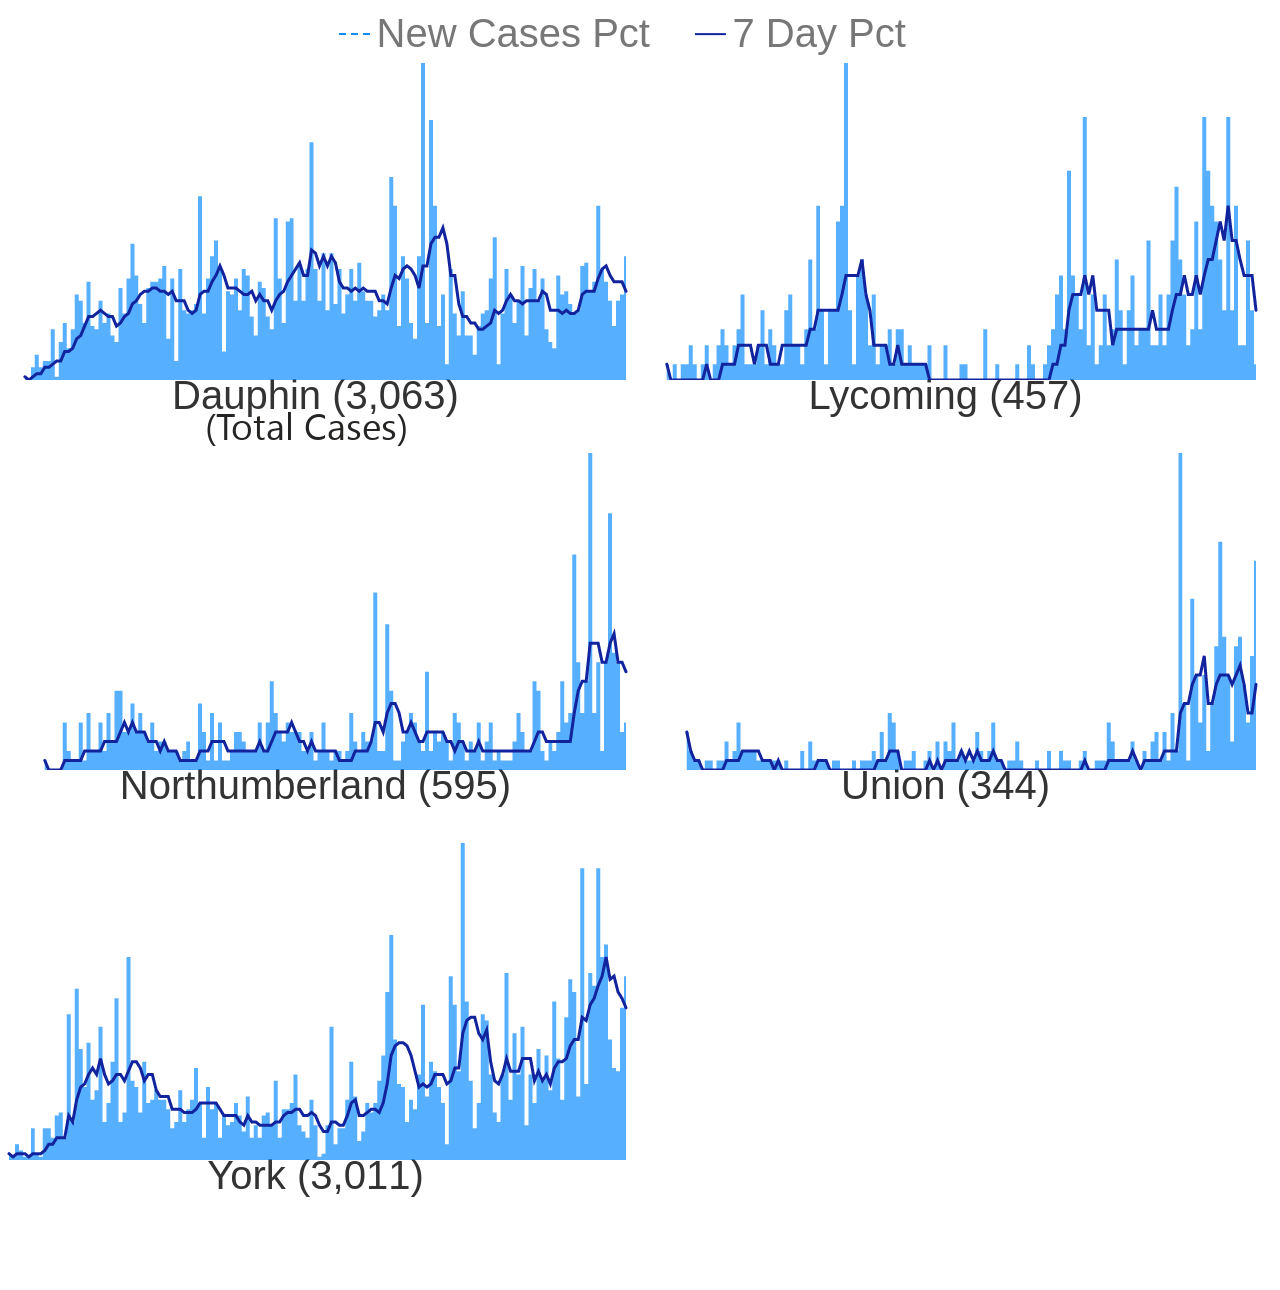 New Cases Pct 7 Day Pct
Dauphin (3,063)
(Total Cases)
Lycoming (457)
Northumberland (595)
Union (344)
York (3,011)